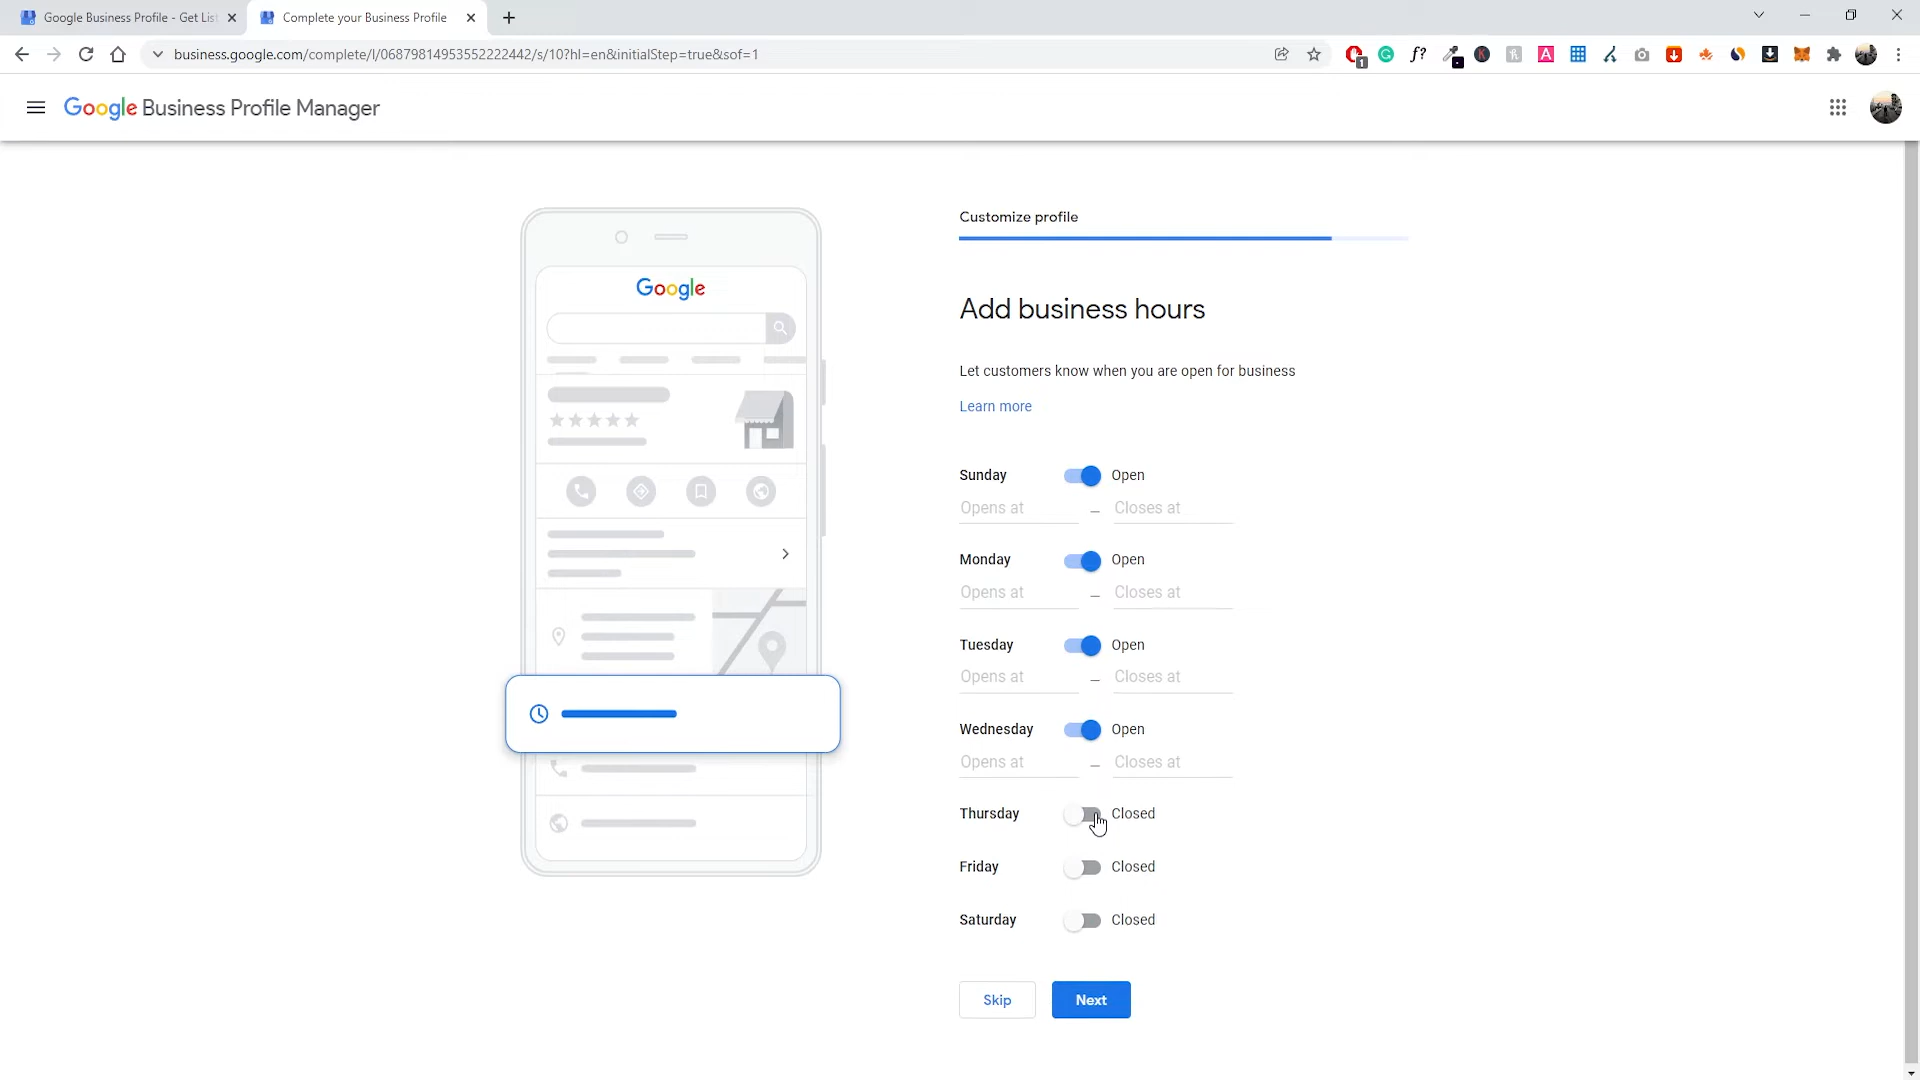 Google Business Profile - Get List
Complete your Business Profile
business.google.com/complete/l/06879814953552222442/s/10?hl=en&initialStep=true&sof=1
1
f?
K
A
Google Business Profile Manager
Google
Customize profile
Add business hours
Let customers know when you are open for business
Learn more
Sunday Open
Opens at – Closes at
Monday Open
Opens at – Closes at
Tuesday Open
Opens at – Closes at
Wednesday Open
Opens at – Closes at
Thursday Closed
Friday Closed
Saturday Closed
Skip Next